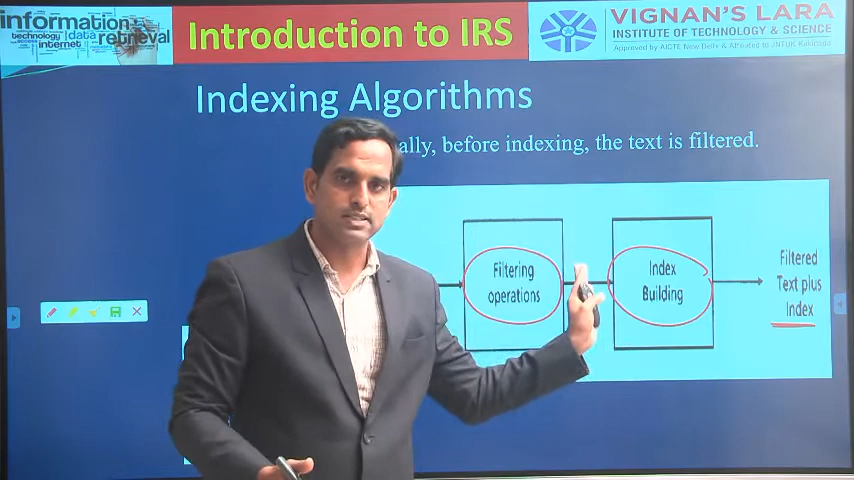 information
technology data
internet retrieval
Introduction to IRS
VIGNAN'S LARA
INSTITUTE OF TECHNOLOGY & SCIENCE
Approved by AICTE New Delhi & Affiliated to JNTUK Kakinada
Indexing Algorithms
ally, before indexing, the text is filtered.
Filtering
operations
Index
Building
Filtered
Text plus
Index